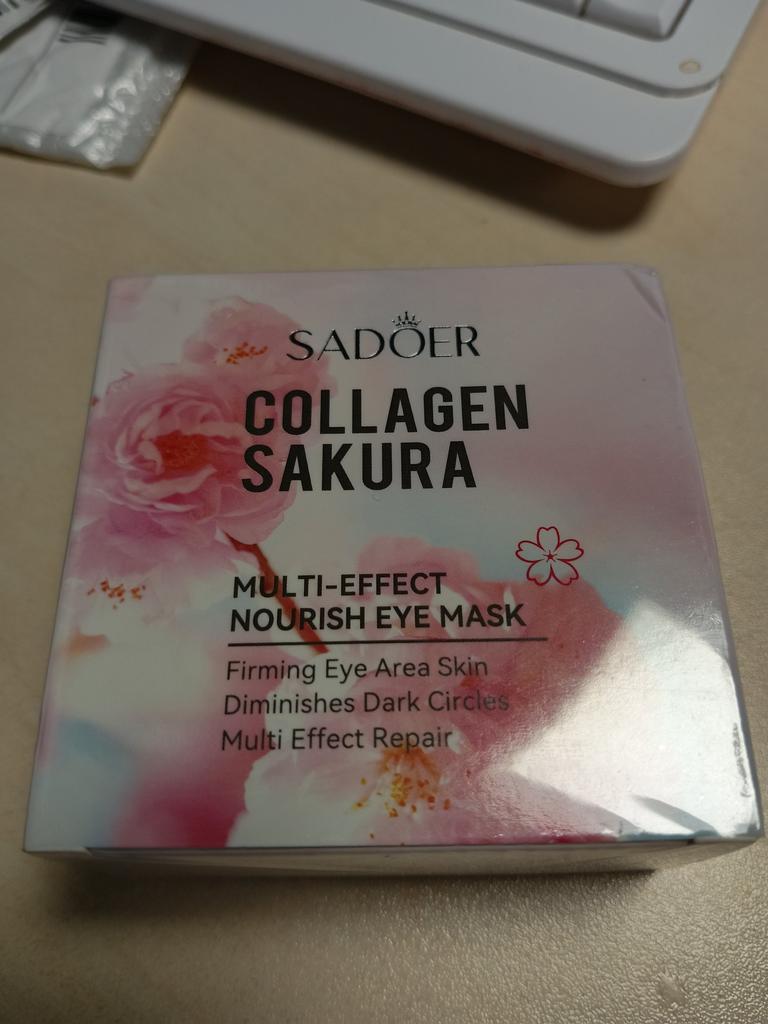 SADOER
COLLAGEN
SAKURA
MULTI-EFFECT
NOURISH EYE MASK
Firming Eye Area Skin
Diminishes Dark Circles
Multi Effect Repair